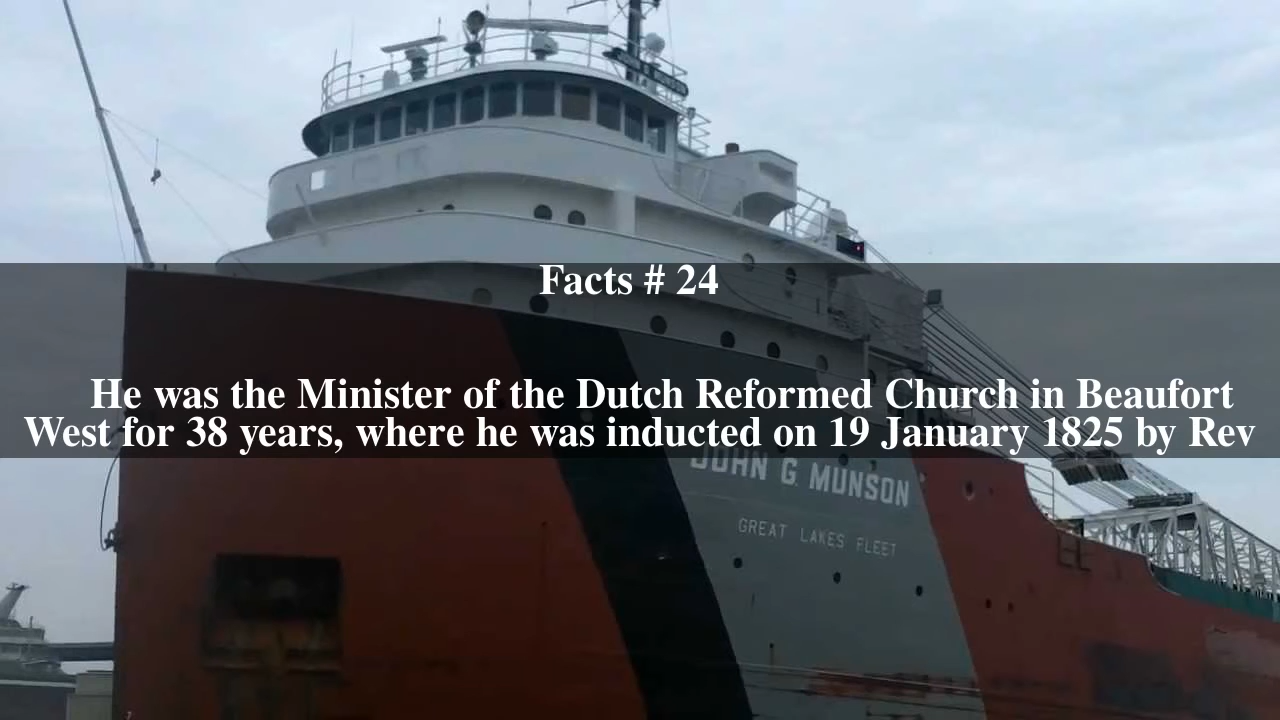 Facts # 24
He was the Minister of the Dutch Reformed Church in Beaufort
West for 38 years, where he was inducted on 19 January 1825 by Rev
JOHN G MUNSON
GREAT LAKES FLEET